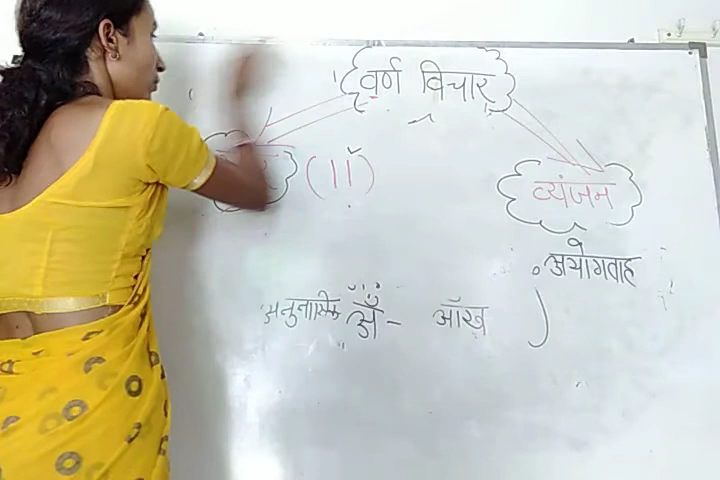 वर्ण विचार
(11)
व्यंजन
अयोगवाह
अनुनासिक अँ - आँख